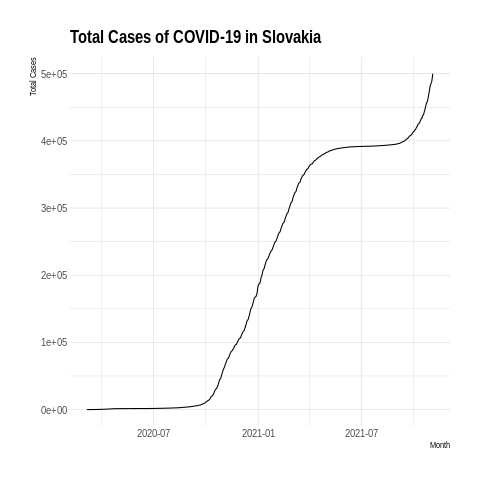 Total Cases of COVID-19 in Slovakia
Total Cases
5e+05
4e+05
3e+05
2e+05
1e+05
0e+00
2020-07 2021-01 2021-07
Month